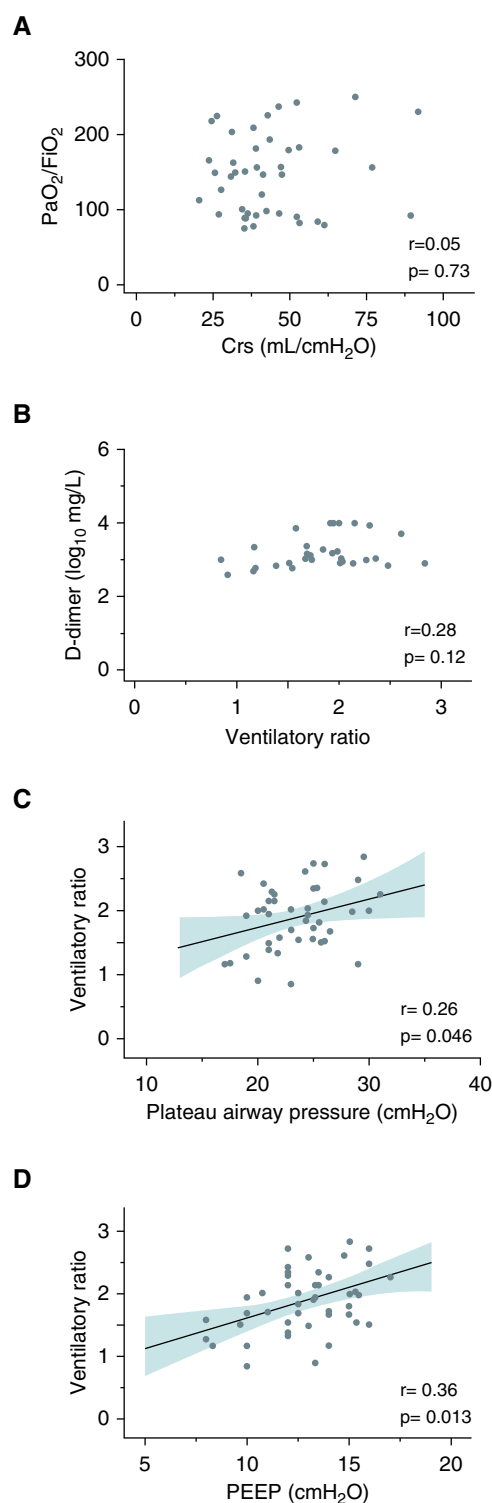 A
300
200
100
0
PaO₂/FiO₂
r=0.05
p= 0.73
0 25 50 75 100
Crs (mL/cmH₂O)
B
6
4
2
0
D-dimer (log₁₀ mg/L)
r=0.28
p= 0.12
0 1 2 3
Ventilatory ratio
C
3
2
1
0
Ventilatory ratio
r= 0.26
p= 0.046
10 20 30 40
Plateau airway pressure (cmH₂O)
D
3
2
1
0
Ventilatory ratio
r= 0.36
p= 0.013
5 10 15 20
PEEP (cmH₂O)